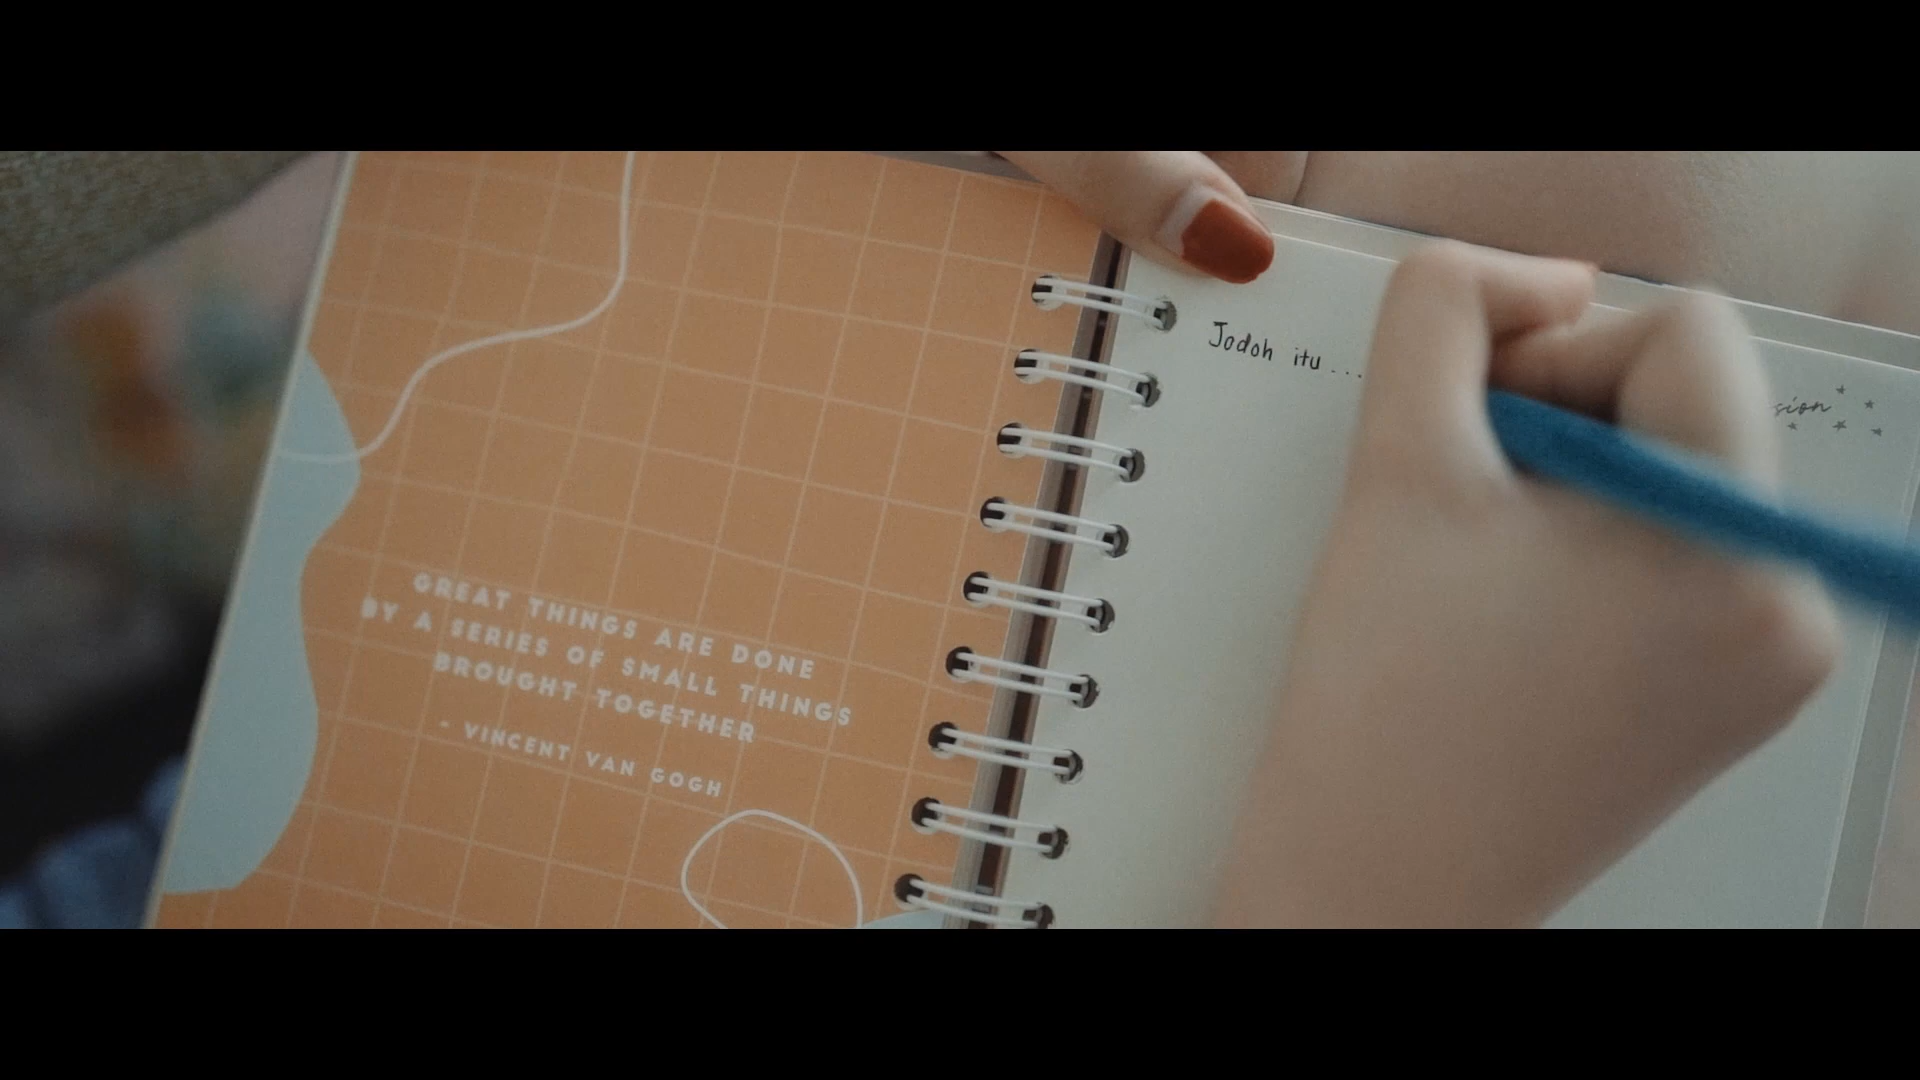 GREAT THINGS ARE DONE
BY A SERIES OF SMALL THINGS
BROUGHT TOGETHER
- VINCENT VAN GOGH
Jodoh itu...